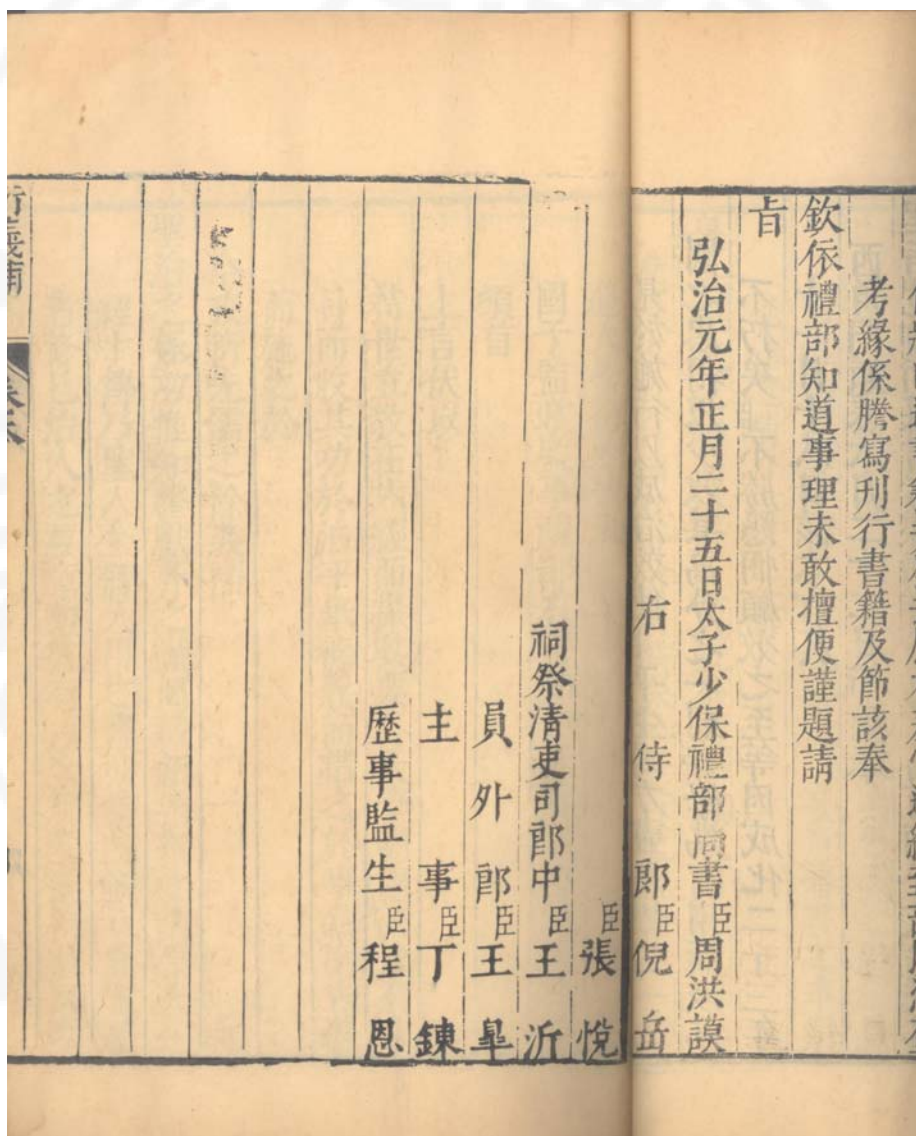 考緣係謄寫刊行書籍及節該奉
欽依禮部知道事理未敢擅便謹題請
旨
弘治元年正月二十五日太子少保禮部尚書臣周洪謨
右侍郎臣倪岳
臣張悅
祠祭清吏司郎中臣王沂
員外郎臣王皐
主事臣丁鍊
歷事監生臣程恩